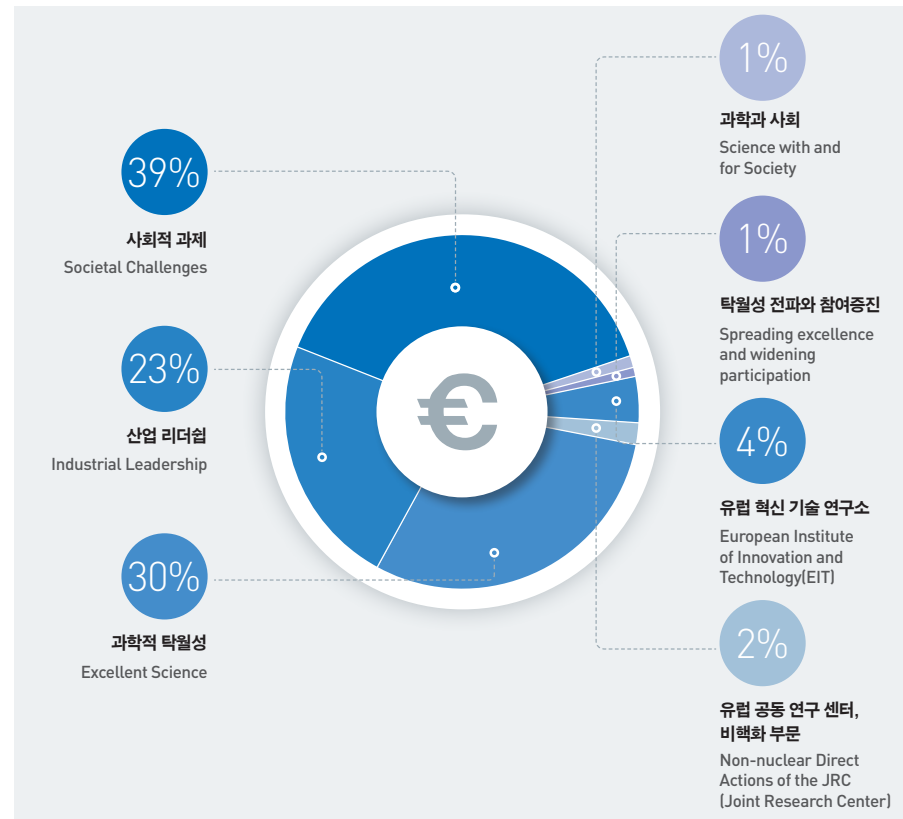 39%
사회적 과제
Societal Challenges
23%
산업 리더쉽
Industrial Leadership
30%
과학적 탁월성
Excellent Science
€
1%
과학과 사회
Science with and
for Society
1%
탁월성 전파와 참여증진
Spreading excellence
and widening
participation
4%
유럽 혁신 기술 연구소
European Institute
of Innovation and
Technology(EIT)
2%
유럽 공동 연구 센터,
비핵화 부문
Non-nuclear Direct
Actions of the JRC
(Joint Research Center)